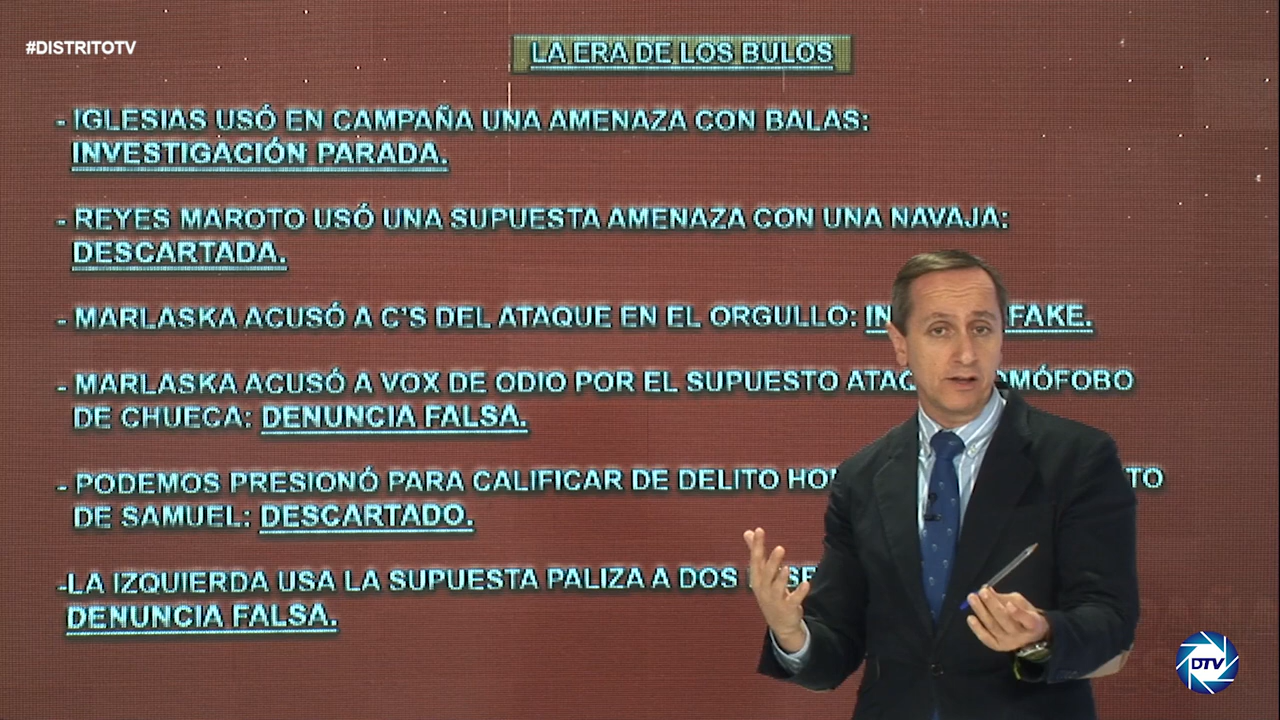 #DISTRITOTV
LA ERA DE LOS BULOS
- IGLESIAS USÓ EN CAMPAÑA UNA AMENAZA CON BALAS:
INVESTIGACIÓN PARADA.
- REYES MAROTO USÓ UNA SUPUESTA AMENAZA CON UNA NAVAJA:
DESCARTADA.
- MARLASKA ACUSÓ A C'S DEL ATAQUE EN EL ORGULLO: FAKE.
- MARLASKA ACUSÓ A VOX DE ODIO POR EL SUPUESTO
DE CHUECA: DENUNCIA FALSA.
- PODEMOS PRESIONÓ PARA CALIFICAR DE DELITO
DE SAMUEL: DESCARTADO.
-LA IZQUIERDA USA LA SUPUESTA PALIZA A DOS
DENUNCIA FALSA.
DTV